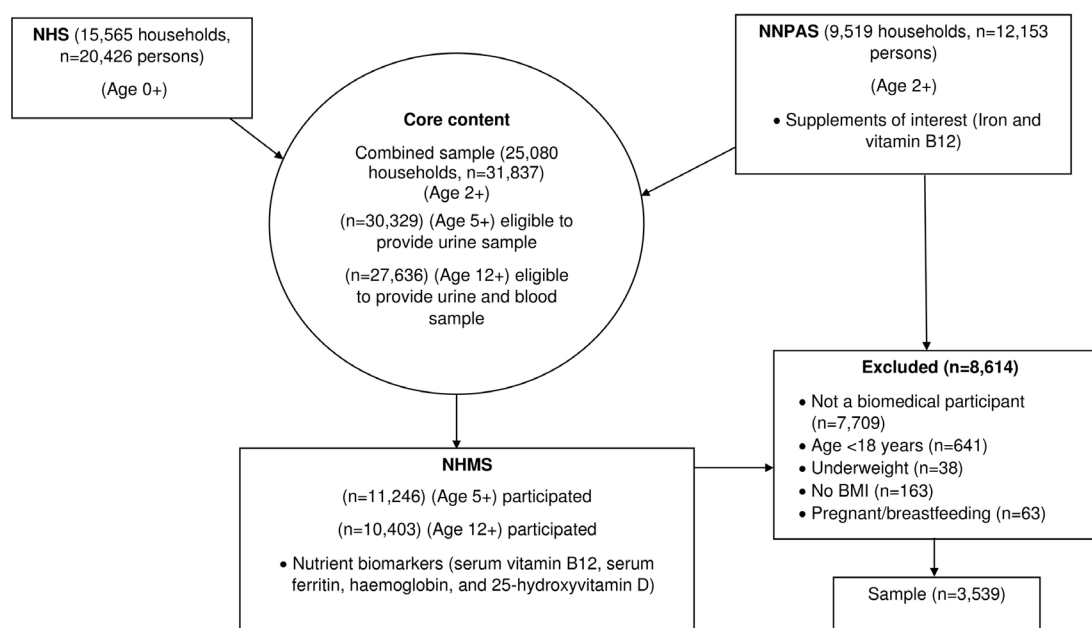 NHS (15,565 households,
n=20,426 persons)
(Age 0+)
NNPAS (9,519 households, n=12,153
persons)
(Age 2+)
• Supplements of interest (Iron and
vitamin B12)
Core content
Combined sample (25,080
households, n=31,837)
(Age 2+)
(n=30,329) (Age 5+) eligible to
provide urine sample
(n=27,636) (Age 12+) eligible
to provide urine and blood
sample
NHMS
(n=11,246) (Age 5+) participated
(n=10,403) (Age 12+) participated
• Nutrient biomarkers (serum vitamin B12, serum
ferritin, haemoglobin, and 25-hydroxyvitamin D)
Excluded (n=8,614)
• Not a biomedical participant
(n=7,709)
• Age <18 years (n=641)
• Underweight (n=38)
• No BMI (n=163)
• Pregnant/breastfeeding (n=63)
Sample (n=3,539)